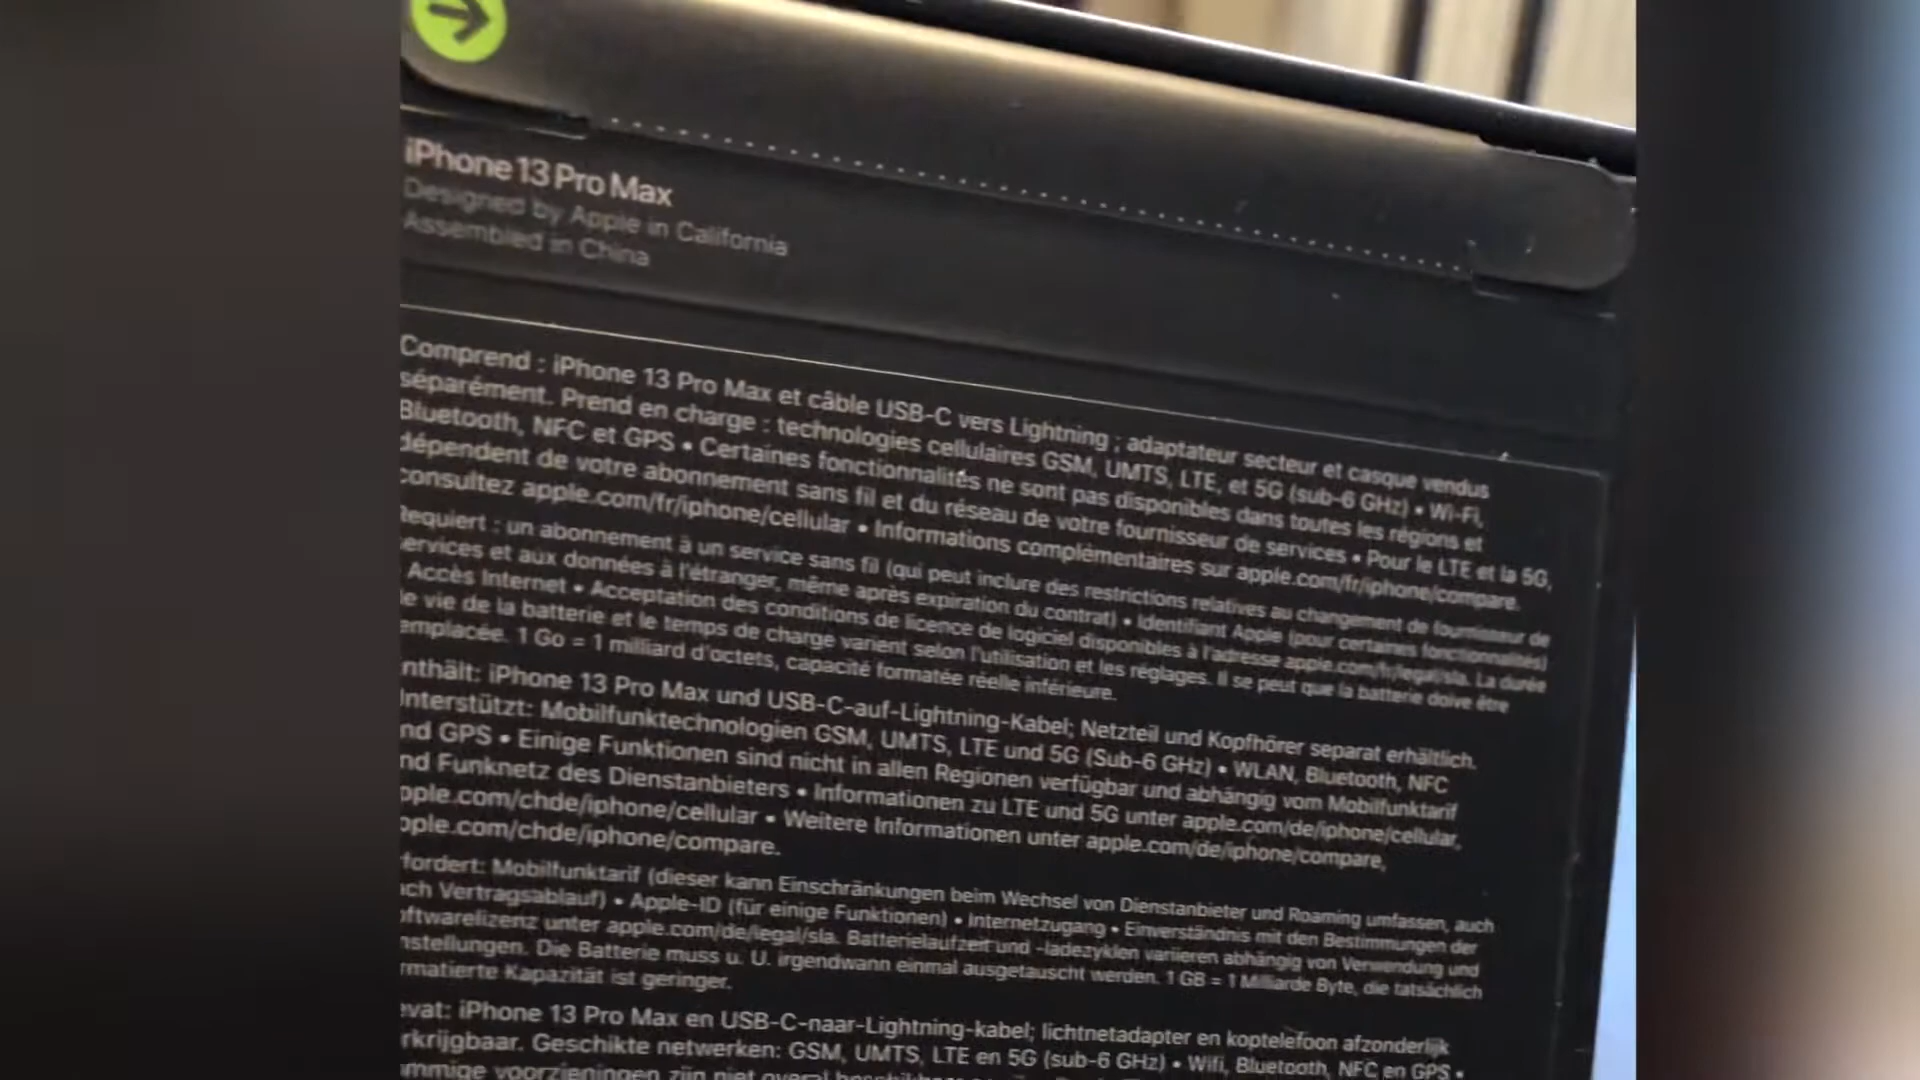 iPhone 13 Pro Max
Designed by Apple in California
Assembled in China
Comprend : iPhone 13 Pro Max et câble USB-C vers Lightning ; adaptateur secteur et casque vendus
séparément. Prend en charge : technologies cellulaires GSM, UMTS, LTE, et 5G (sub-6 GHz) • Wi-Fi,
Bluetooth, NFC et GPS • Certaines fonctionnalités ne sont pas disponibles dans toutes les régions et
dépendent de votre abonnement sans fil et du réseau de votre fournisseur de services • Pour le LTE et la 5G,
consultez apple.com/fr/iphone/cellular • Informations complémentaires sur apple.com/fr/iphone/compare.
Requiert : un abonnement à un service sans fil (qui peut inclure des restrictions relatives au changement de fournisseur de
ervices et aux données à l'étranger, même après expiration du contrat) • Identifiant Apple (pour certaines fonctionnalités)
Accès Internet • Acceptation des conditions de licence de logiciel disponibles à l'adresse apple.com/fr/legal/sla. La durée
e vie de la batterie et le temps de charge varient selon l'utilisation et les réglages. Il se peut que la batterie doive être
emplacée. 1 Go = 1 milliard d'octets, capacité formatée réelle inférieure.
nthält: iPhone 13 Pro Max und USB-C-auf-Lightning-Kabel; Netzteil und Kopfhörer separat erhältlich.
Unterstützt: Mobilfunktechnologien GSM, UMTS, LTE und 5G (Sub-6 GHz) • WLAN, Bluetooth, NFC
nd GPS • Einige Funktionen sind nicht in allen Regionen verfügbar und abhängig vom Mobilfunktarif
nd Funknetz des Dienstanbieters • Informationen zu LTE und 5G unter apple.com/de/iphone/cellular,
pple.com/chde/iphone/cellular • Weitere Informationen unter apple.com/de/iphone/compare,
pple.com/chde/iphone/compare.
fordert: Mobilfunktarif (dieser kann Einschränkungen beim Wechsel von Dienstanbieter und Roaming umfassen, auch
ach Vertragsablauf) • Apple-ID (für einige Funktionen) • Internetzugang • Einverständnis mit den Bestimmungen der
oftwarelizenz unter apple.com/de/legal/sla. Batterielaufzeit und -ladezyklen variieren abhängig von Verwendung und
nstellungen. Die Batterie muss u. U. irgendwann einmal ausgetauscht werden. 1 GB = 1 Milliarde Byte, die tatsächlich
rmatierte Kapazität ist geringer.
evat: iPhone 13 Pro Max en USB-C-naar-Lightning-kabel; lichtnetadapter en koptelefoon afzonderlijk
rkrijgbaar. Geschikte netwerken: GSM, UMTS, LTE en 5G (sub-6 GHz) • Wifi, Bluetooth, NFC en GPS •
mmige voorzieningen zijn niet overal